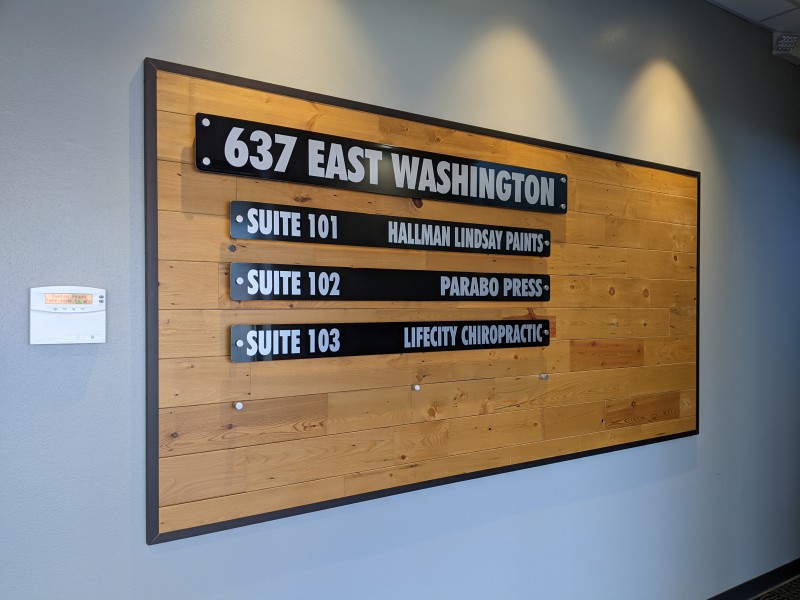 637 EAST WASHINGTON
SUITE 101 HALLMAN LINDSAY PAINTS
SUITE 102 PARABO PRESS
SUITE 103 LIFECITY CHIROPRACTIC